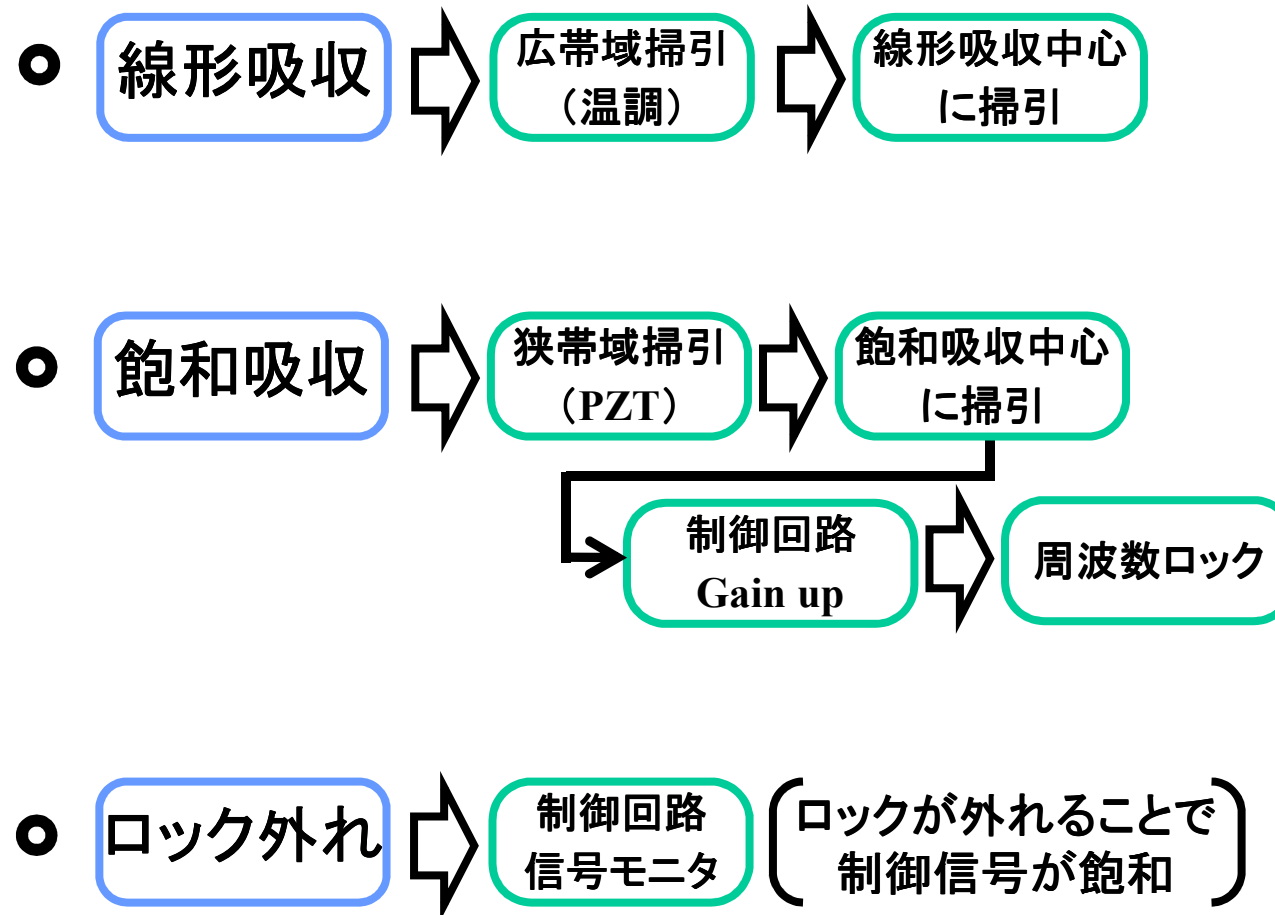 線形吸収
広帯域掃引
（温調）
線形吸収中心
に掃引
飽和吸収
狭帯域掃引
（PZT）
飽和吸収中心
に掃引
制御回路
Gain up
周波数ロック
ロック外れ
制御回路
信号モニタ
ロックが外れることで
制御信号が飽和